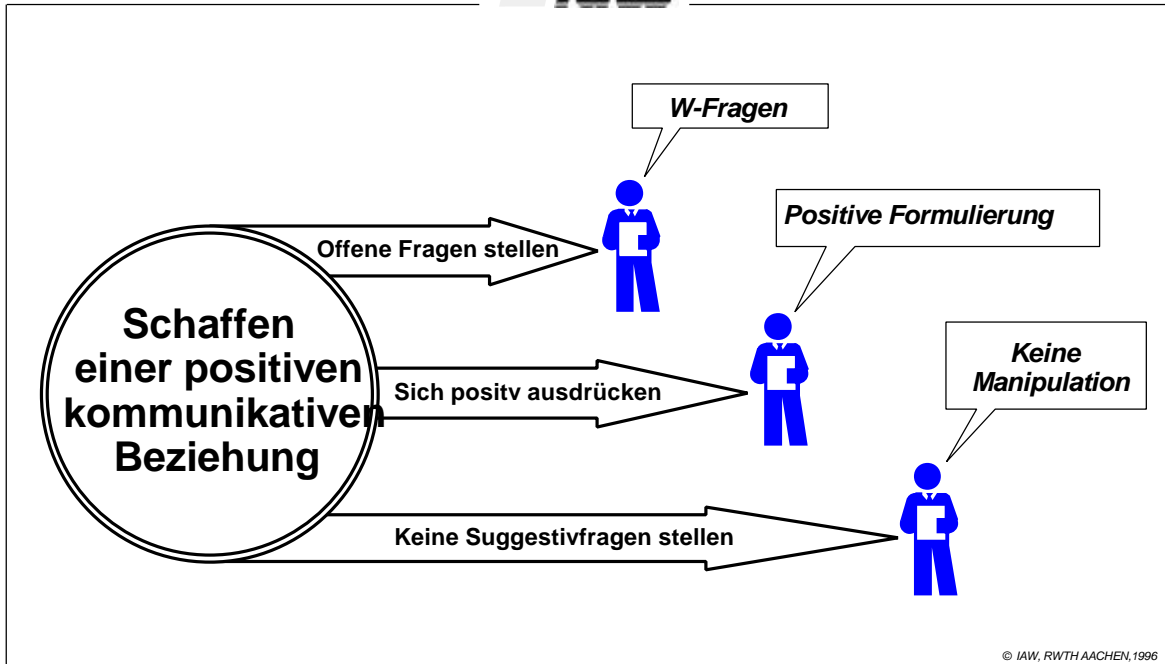 W-Fragen
Offene Fragen stellen
Positive Formulierung
Schaffen
einer positiven
kommunikativen
Beziehung
Sich positv ausdrücken
Keine
Manipulation
Keine Suggestivfragen stellen
© IAW, RWTH AACHEN,1996